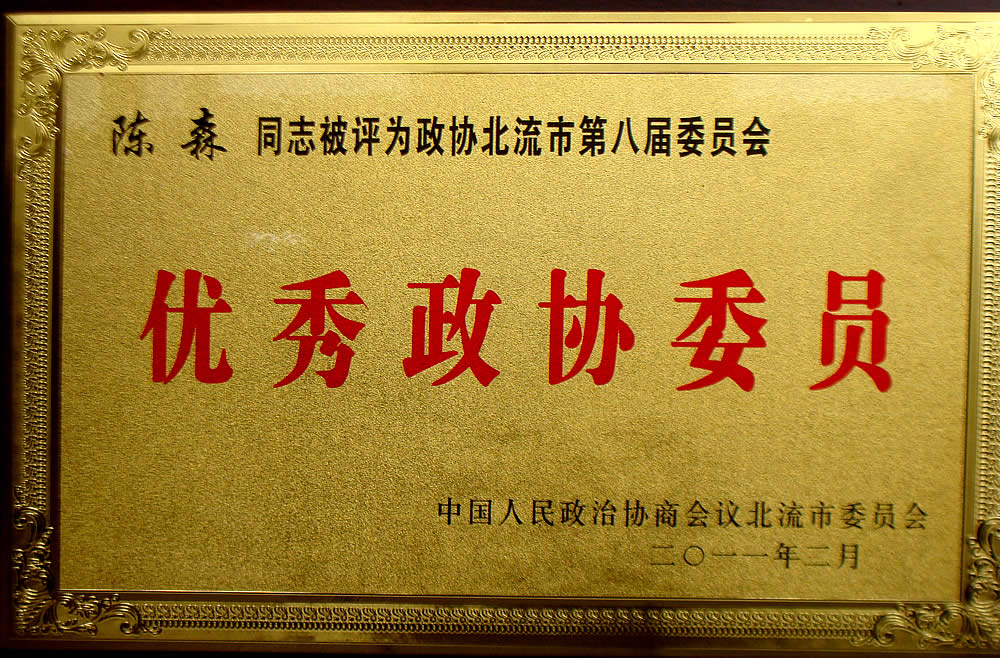 陈森 同志被评为政协北流市第八届委员会
优秀政协委员
中国人民政治协商会议北流市委员会
二〇一一年二月